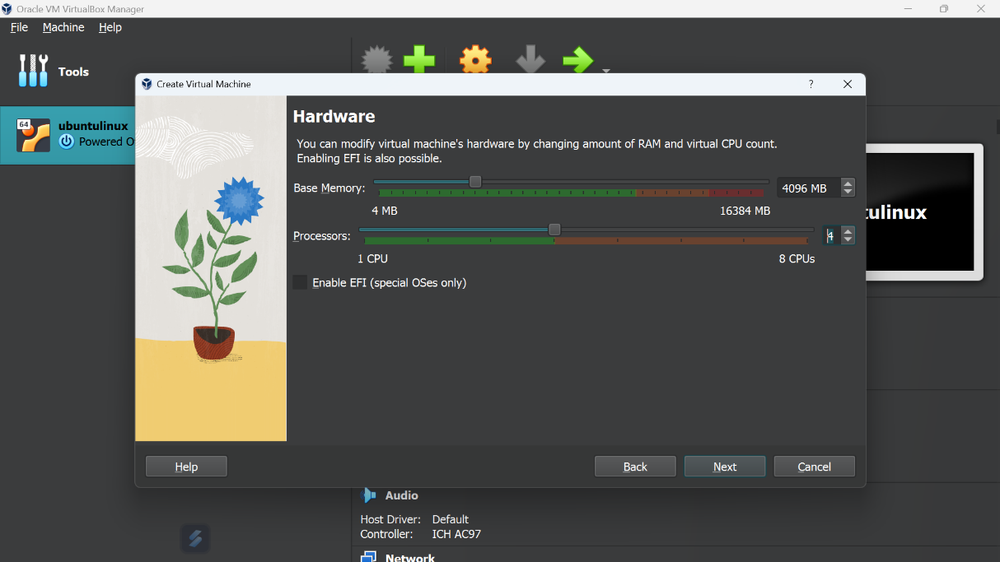 Oracle VM VirtualBox Manager
File Machine Help
Tools
64
ubuntulinux
Powered O
Create Virtual Machine
?
Hardware
You can modify virtual machine's hardware by changing amount of RAM and virtual CPU count.
Enabling EFI is also possible.
Base Memory:
4096 MB
4 MB
16384 MB
tulinux
Processors:
4
1 CPU
8 CPUs
Enable EFI (special OSes only)
Help
Back
Next
Cancel
Audio
Host Driver: Default
Controller: ICH AC97
Network